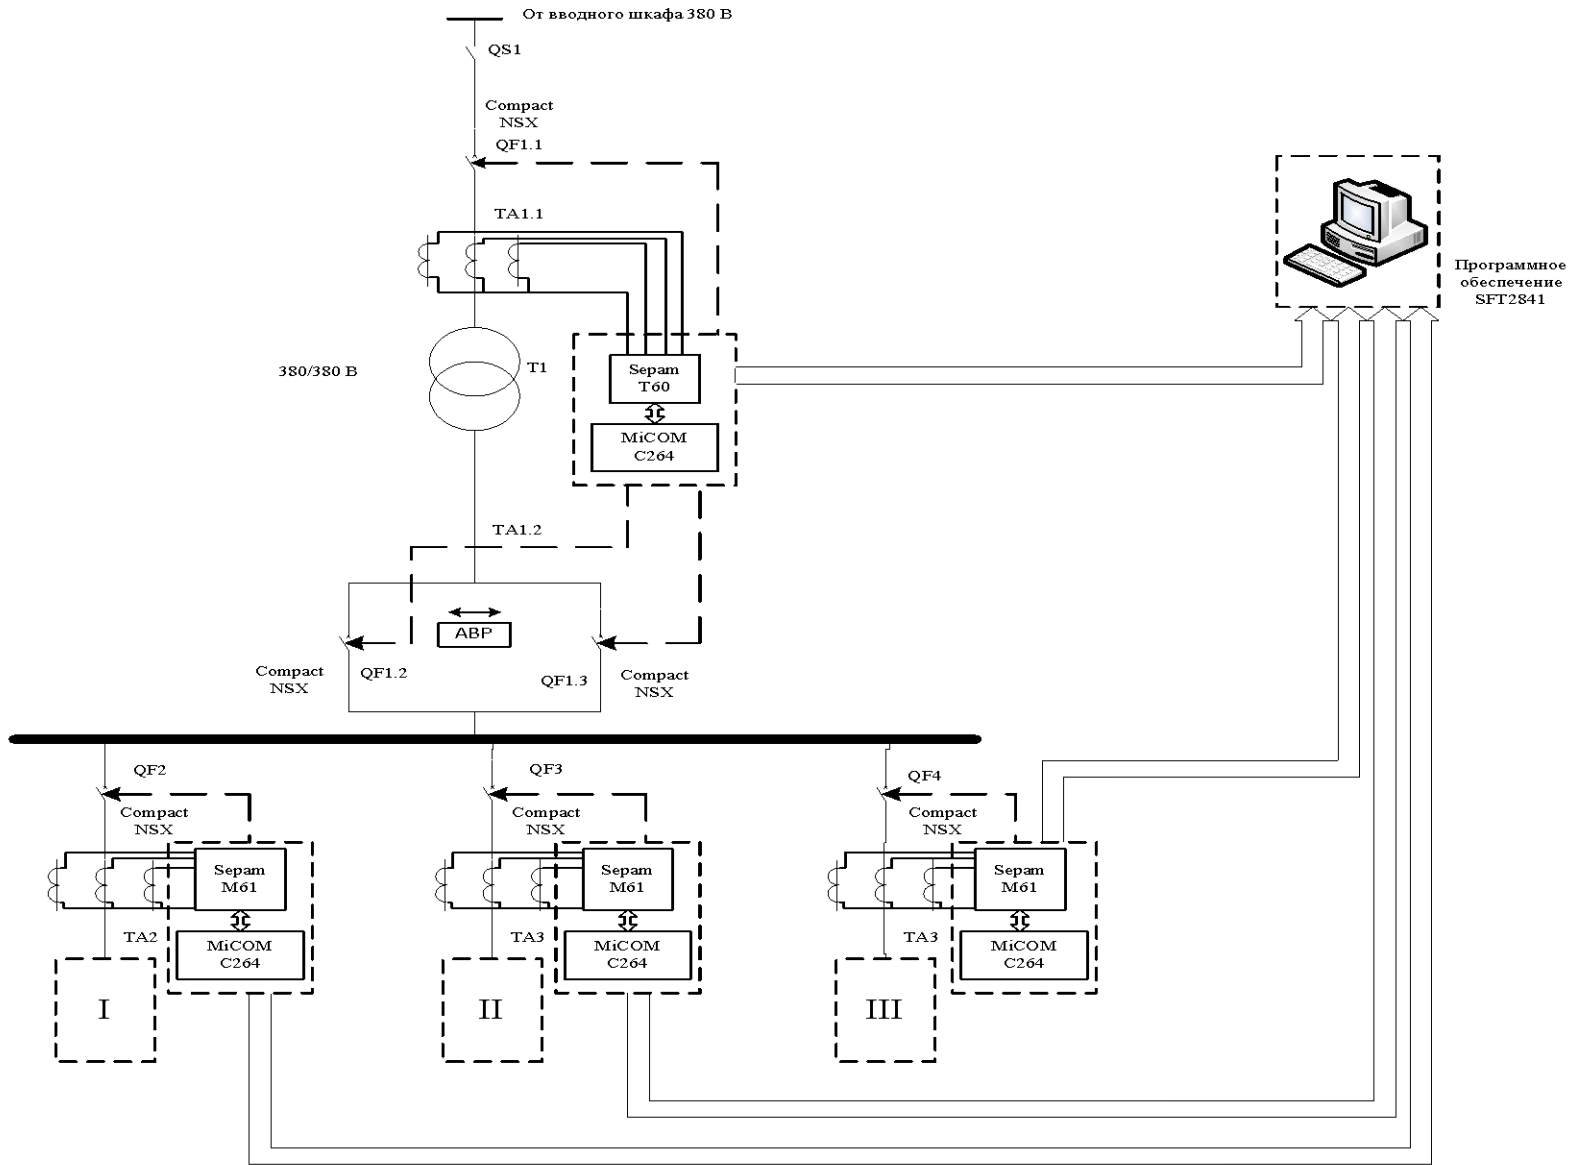 От вводного шкафа 380 В
QS1
Compact
NSX
QF1.1
TA1.1
Программное
обеспечение
SFT2841
380/380 В
T1
Sepam
T60
MiCOM
C264
TA1.2
АВР
Compact
NSX
QF1.2
QF1.3
Compact
NSX
QF2
Compact
NSX
Sepam
M61
TA2
MiCOM
C264
I
QF3
Compact
NSX
Sepam
M61
TA3
MiCOM
C264
II
QF4
Compact
NSX
Sepam
M61
TA3
MiCOM
C264
III